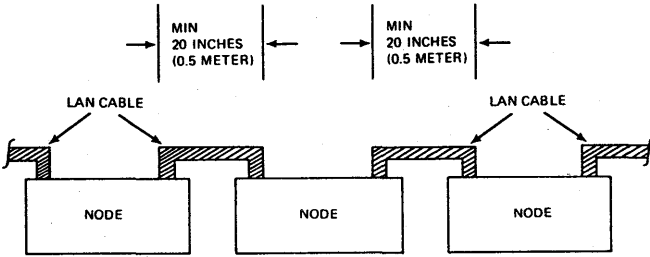 MIN
20 INCHES
(0.5 METER)
MIN
20 INCHES
(0.5 METER)
LAN CABLE
LAN CABLE
NODE
NODE
NODE